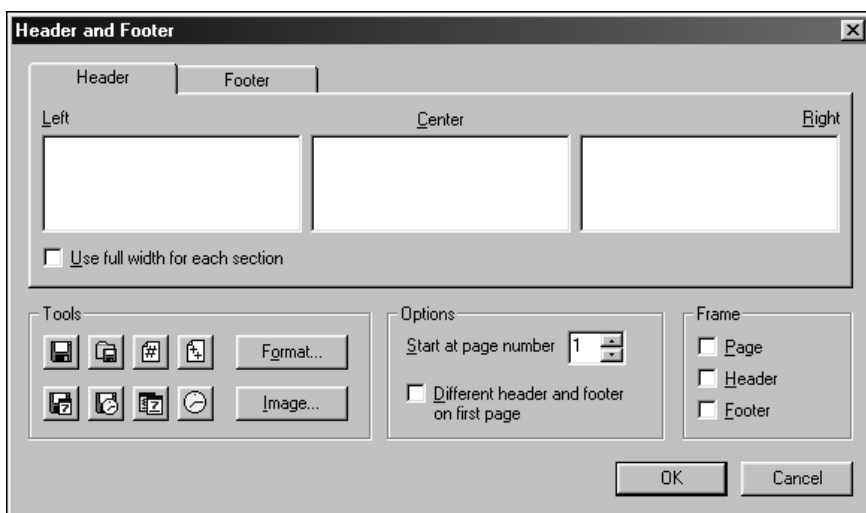 Header and Footer
Header Footer
Left Center Right
Use full width for each section
Tools Options Frame
Format... Start at page number 1 Page
Image... Different header and footer Header
on first page Footer
OK Cancel